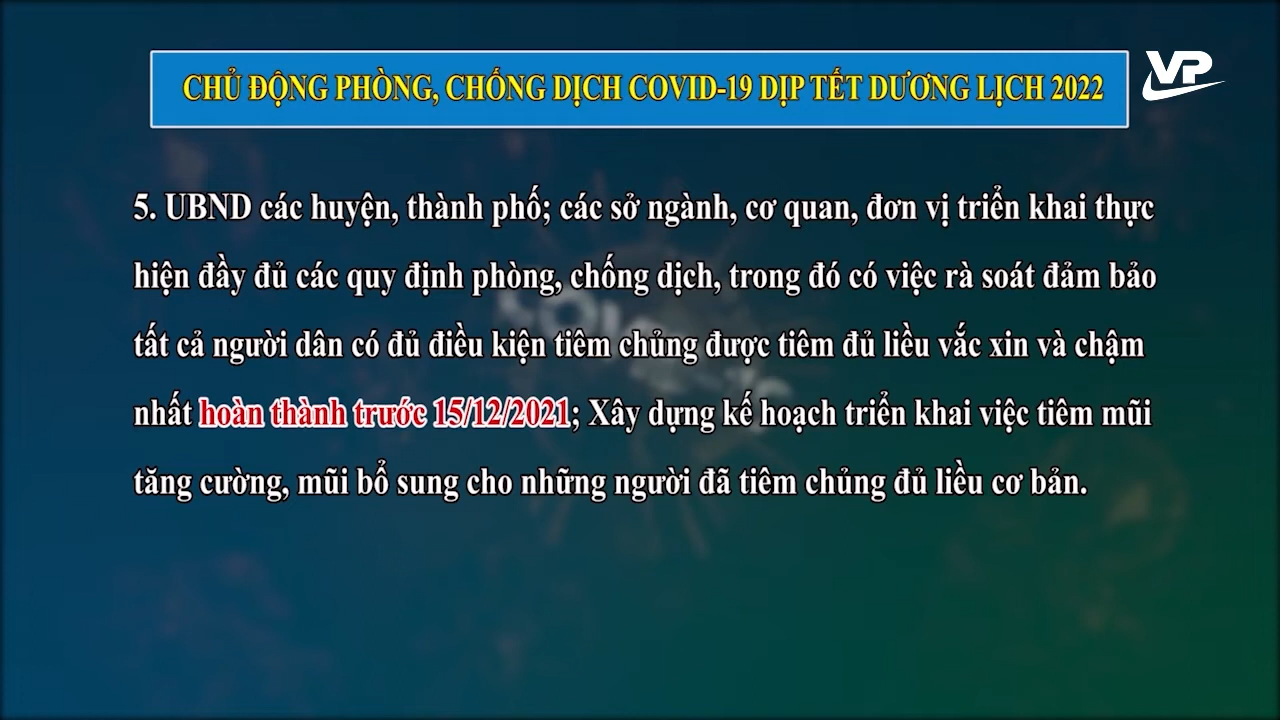 VP
CHỦ ĐỘNG PHÒNG, CHỐNG DỊCH COVID-19 DỊP TẾT DƯƠNG LỊCH 2022
5. UBND các huyện, thành phố; các sở ngành, cơ quan, đơn vị triển khai thực
hiện đầy đủ các quy định phòng, chống dịch, trong đó có việc rà soát đảm bảo
tất cả người dân có đủ điều kiện tiêm chủng được tiêm đủ liều vắc xin và chậm
nhất hoàn thành trước 15/12/2021; Xây dựng kế hoạch triển khai việc tiêm mũi
tăng cường, mũi bổ sung cho những người đã tiêm chủng đủ liều cơ bản.